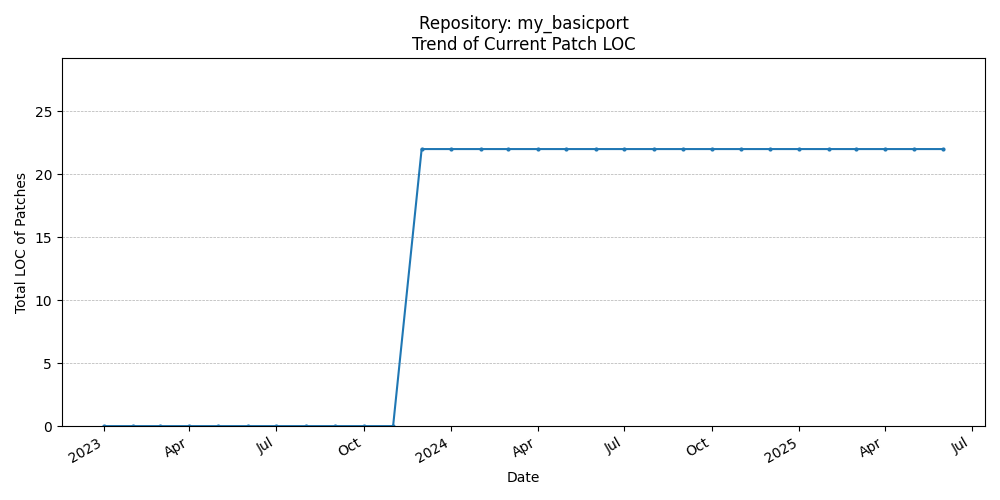 Repository: my_basicport
Trend of Current Patch LOC
Total LOC of Patches
25
20
15
10
5
0
2023
Apr
Jul
Oct
2024
Apr
Jul
Oct
2025
Apr
Jul
Date